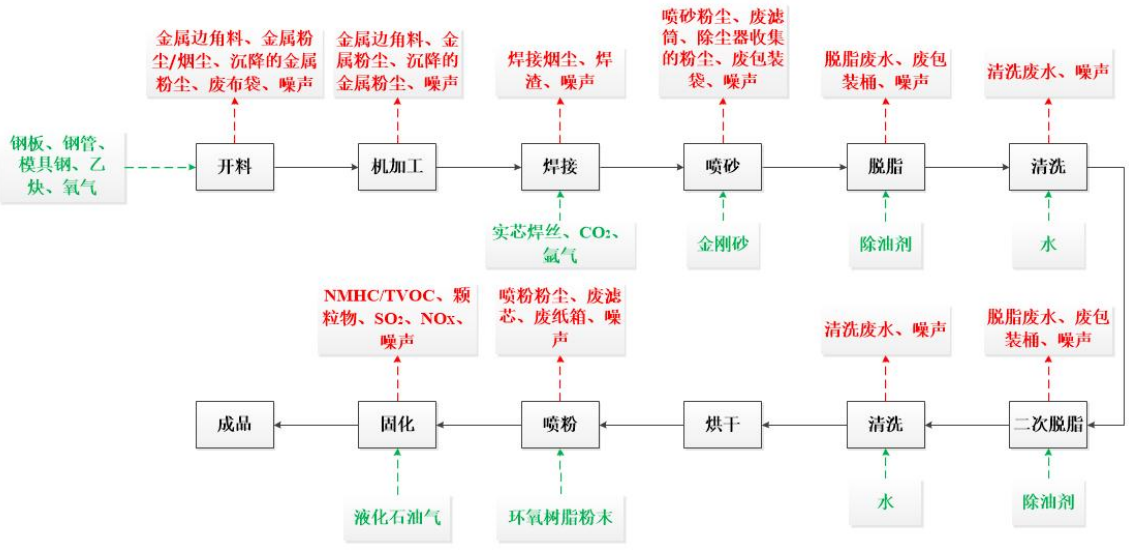 金属边角料、金属粉
尘/烟尘、沉降的金属
粉尘、废布袋、噪声
金属边角料、金
属粉尘、沉降的
金属粉尘、噪声
焊接烟尘、焊
渣、噪声
喷砂粉尘、废滤
筒、除尘器收集
的粉尘、废包装
袋、噪声
脱脂废水、废包
装桶、噪声
清洗废水、噪声
钢板、钢管、
模具钢、乙
炔、氧气
开料
机加工
焊接
喷砂
脱脂
清洗
实芯焊丝、CO₂、
氩气
金刚砂
除油剂
水
NMHC/TVOC、颗
粒物、SO₂、NOx、
噪声
喷粉粉尘、废滤
芯、废纸箱、噪
声
清洗废水、噪声
脱脂废水、废包
装桶、噪声
成品
固化
喷粉
烘干
清洗
二次脱脂
液化石油气
环氧树脂粉末
水
除油剂